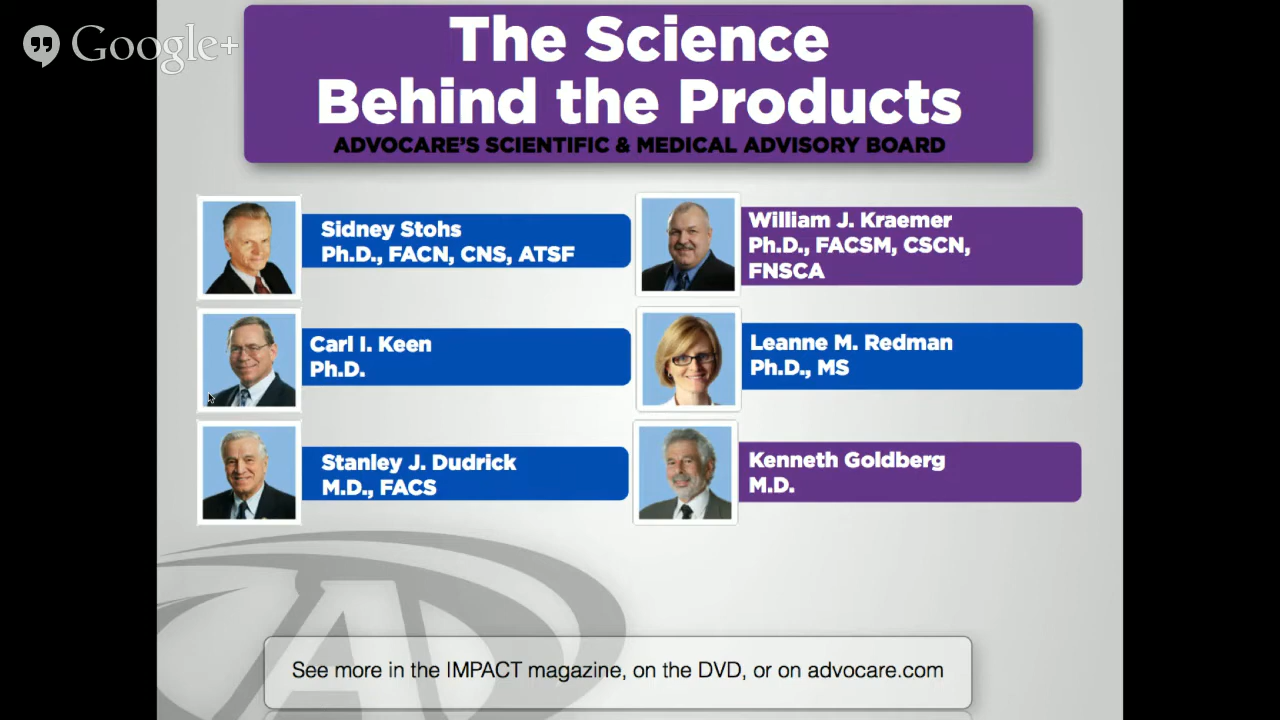 Google+
The Science
Behind the Products
ADVOCARE'S SCIENTIFIC & MEDICAL ADVISORY BOARD
Sidney Stohs
Ph.D., FACN, CNS, ATSF
William J. Kraemer
Ph.D., FACSM, CSCN,
FNSCA
Carl I. Keen
Ph.D.
Leanne M. Redman
Ph.D., MS
Stanley J. Dudrick
M.D., FACS
Kenneth Goldberg
M.D.
See more in the IMPACT magazine, on the DVD, or on advocare.com